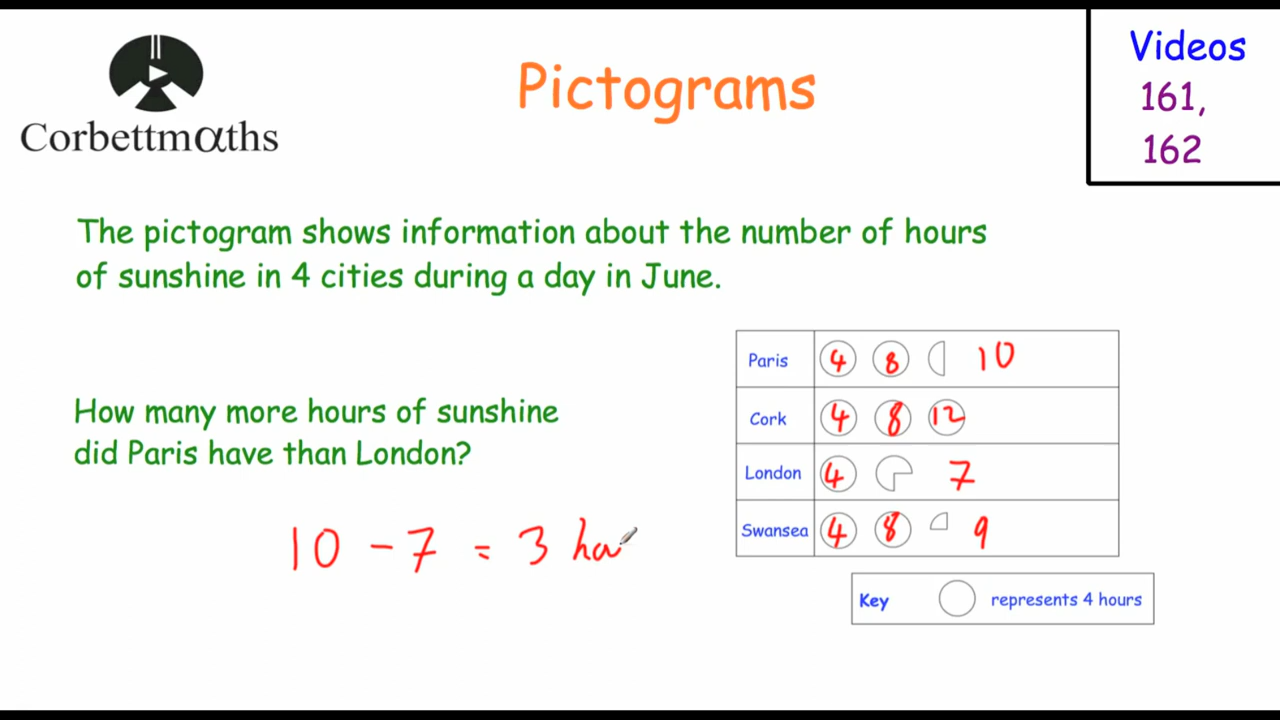 Corbettmαths
Pictograms
Videos
161,
162
The pictogram shows information about the number of hours
of sunshine in 4 cities during a day in June.
How many more hours of sunshine
did Paris have than London?
10 - 7 = 3 hou
Paris 4 8 10
Cork 4 8 12
London 4 7
Swansea 4 8 9
Key represents 4 hours